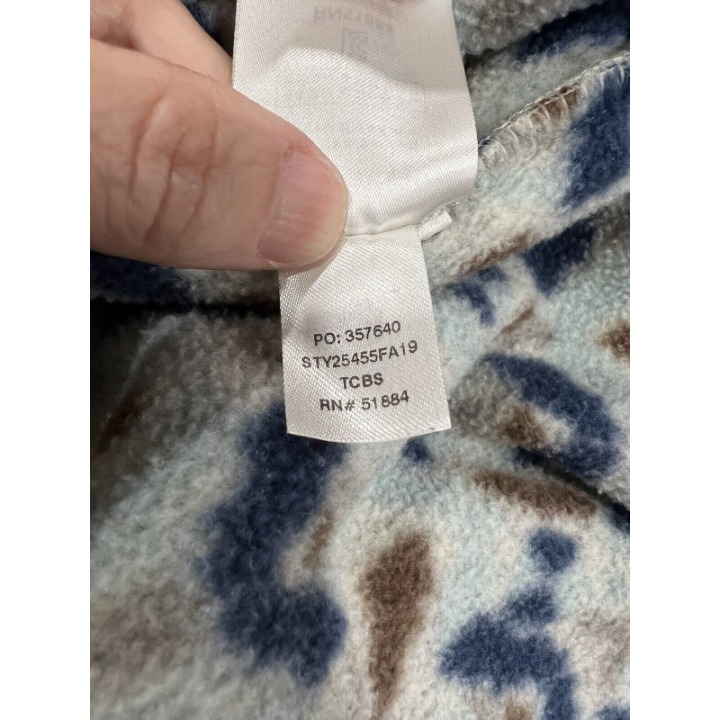 PO: 357640
STY25455FA19
TCBS
RN# 51884